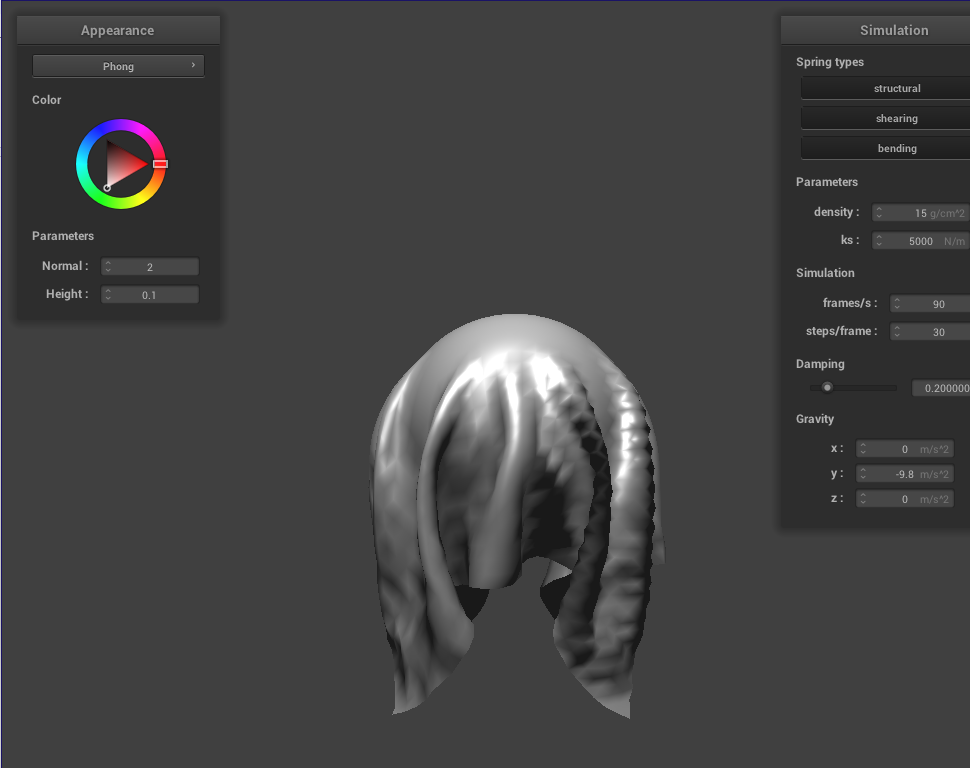 Appearance
Phong
Color
Parameters
Normal : 2
Height : 0.1
Simulation
Spring types
structural
shearing
bending
Parameters
density : 15 g/cm^2
ks : 5000 N/m
Simulation
frames/s : 90
steps/frame : 30
Damping
0.200000
Gravity
x : 0 m/s^2
y : -9.8 m/s^2
z : 0 m/s^2